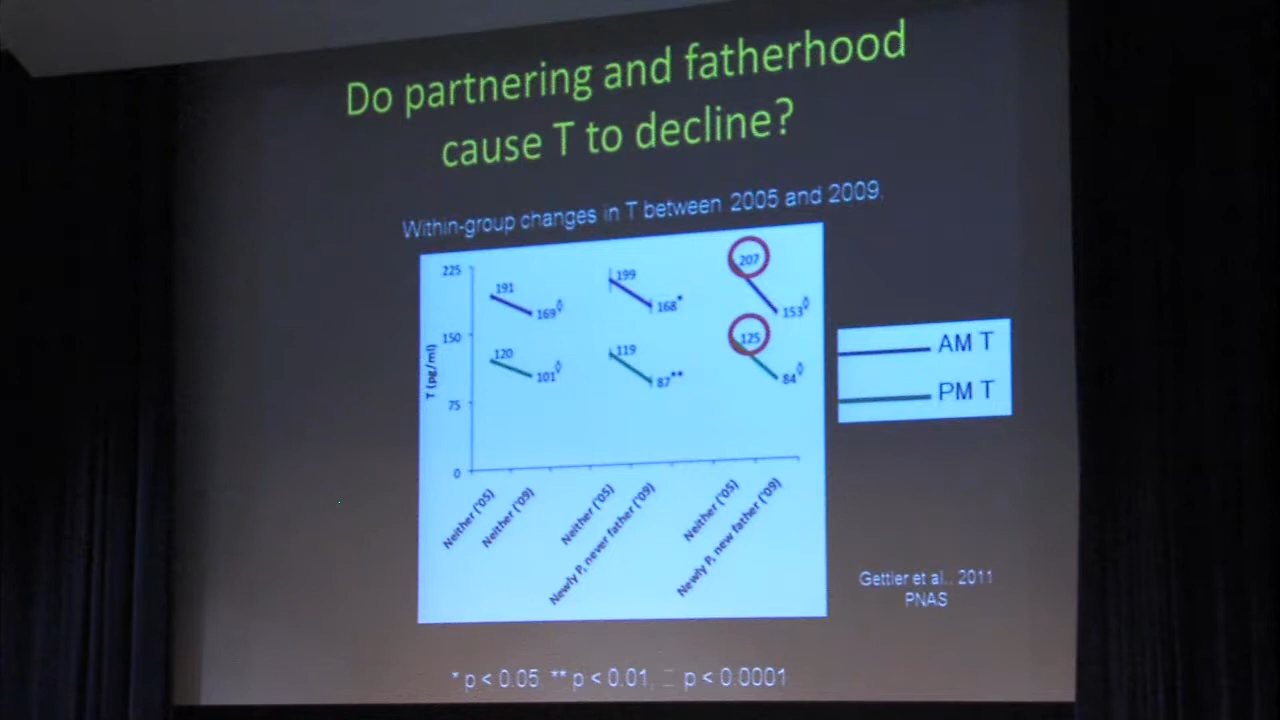 Do partnering and fatherhood
cause T to decline?
Within-group changes in T between 2005 and 2009.
225
150
75
0
T (pg/ml)
191
169◊
120
101◊
199
168*
119
87**
207
153◊
125
84◊
Neither ('05)
Neither ('09)
Neither ('05)
Newly P, never father ('09)
Neither ('05)
Newly P, new father ('09)
AM T
PM T
Gettler et al., 2011
PNAS
* p < 0.05, ** p < 0.01, p < 0.0001